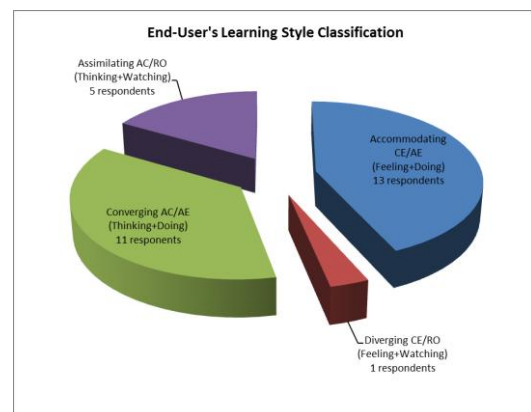 End-User's Learning Style Classification
Assimilating AC/RO
(Thinking+Watching)
5 respondents
Accommodating
CE/AE
(Feeling+Doing)
13 respondents
Converging AC/AE
(Thinking+Doing)
11 responents
Diverging CE/RO
(Feeling+Watching)
1 respondents